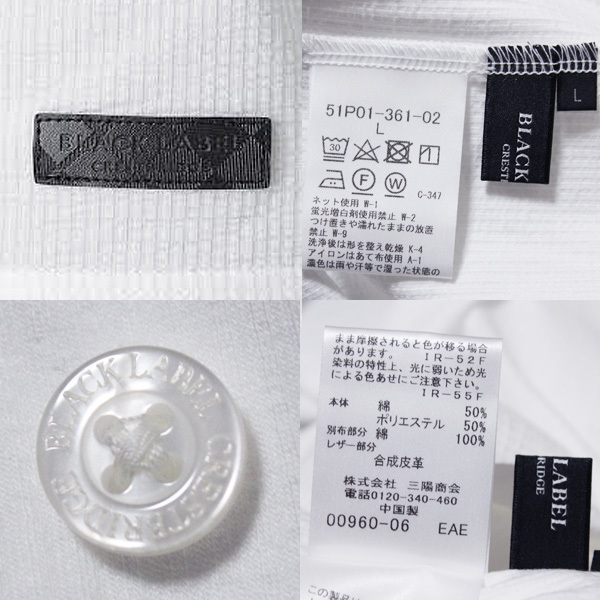 BLACK LABEL
CRESTBRIDGE
BLACK
CREST
L
51P01-361-02
L
30
F
W
C-347
ネット使用 W-1
蛍光増白剤使用禁止 W-2
つけ置きや濡れたままの放置
禁止 W-9
洗浄後は形を整え乾燥 K-4
アイロンはあて布使用 A-1
濃色は雨や汗等で湿った状態の
BLACK LABEL CRESTBRIDGE
まま摩擦されると色が移る場合
があります。 IR-52F
染料の特性上、光に弱いため光
による色あせにご注意下さい。
IR-55F
本体 綿 50%
ポリエステル 50%
別布部分 綿 100%
レザー部分
合成皮革
株式会社 三陽商会
電話0120-340-460
中国製
00960-06 EAE
LABEL
BRIDGE
この製品に